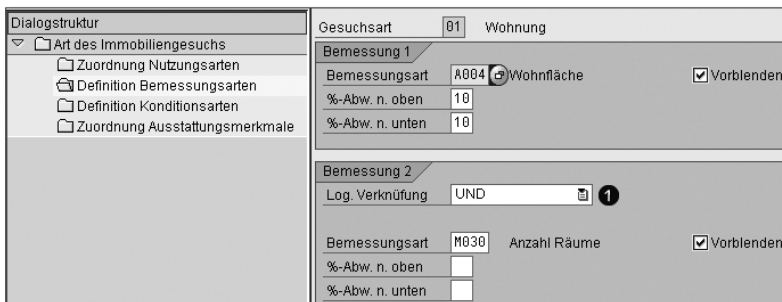 Dialogstruktur
Art des Immobiliengesuchs
Zuordnung Nutzungsarten
Definition Bemessungsarten
Definition Konditionsarten
Zuordnung Ausstattungsmerkmale
Gesuchsart 01 Wohnung
Bemessung 1
Bemessungsart A004 Wohnfläche Vorblenden
%-Abw. n. oben 10
%-Abw. n. unten 10
Bemessung 2
Log. Verknüfung UND 1
Bemessungsart M030 Anzahl Räume Vorblenden
%-Abw. n. oben
%-Abw. n. unten